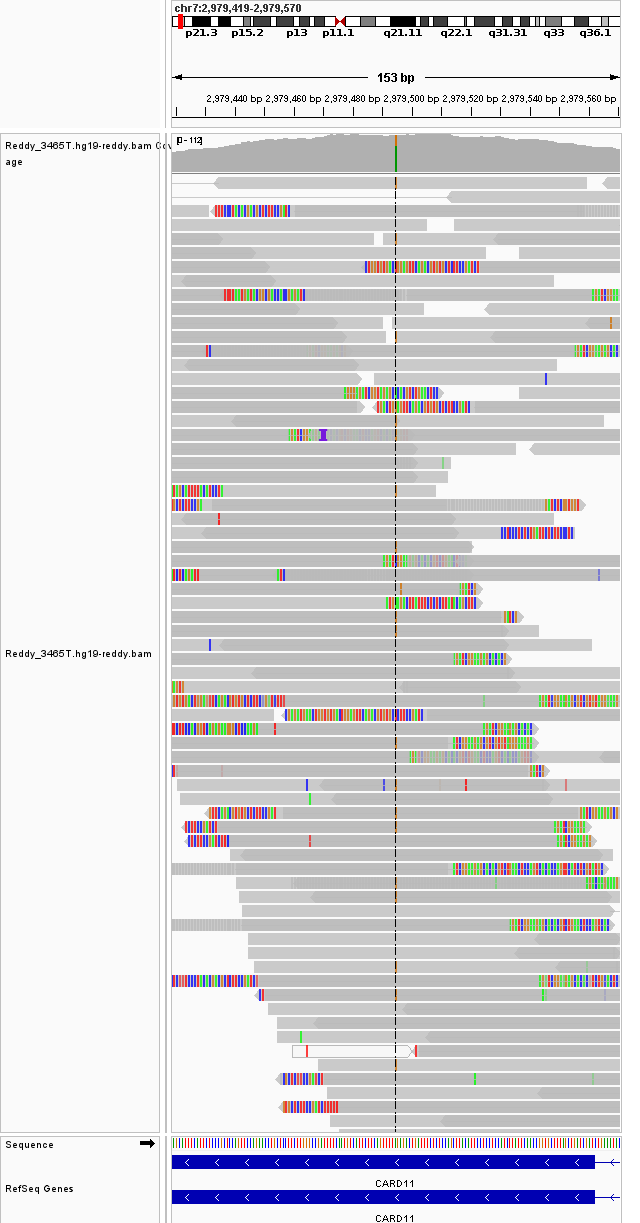 chr7:2,979,419-2,979,570
p21.3 p15.2 p13 p11.1 q21.11 q22.1 q31.31 q33 q36.1
153 bp
2,979,440 bp 2,979,460 bp 2,979,480 bp 2,979,500 bp 2,979,520 bp 2,979,540 bp 2,979,560 bp
Reddy_3465T.hg19-reddy.bam Cov
age
[0 - 112]
Reddy_3465T.hg19-reddy.bam
Sequence
RefSeq Genes
CARD11
CARD11